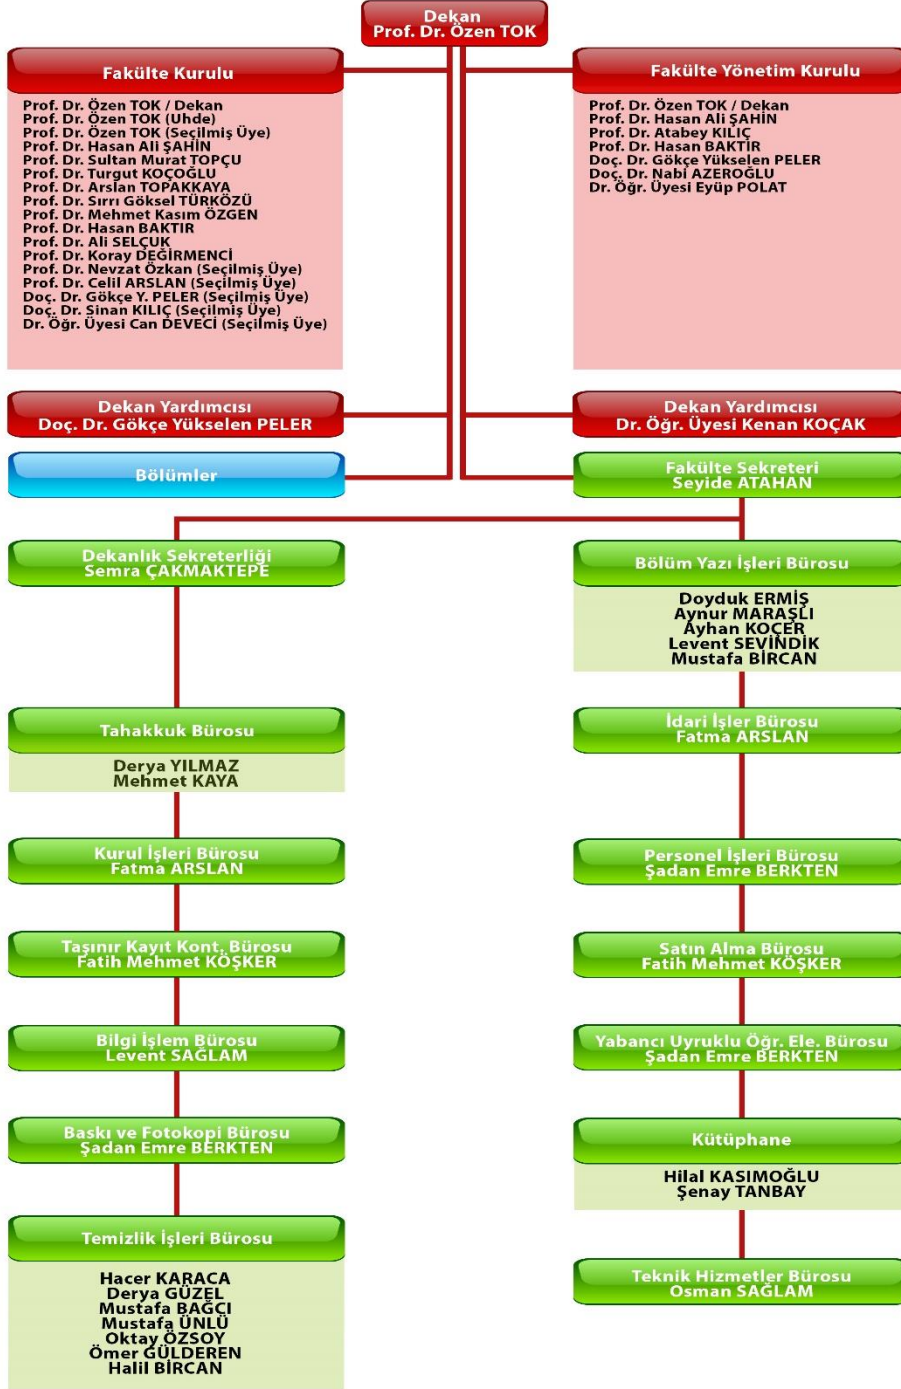 Dekan
Prof. Dr. Özen TOK
Fakülte Kurulu
Prof. Dr. Özen TOK / Dekan
Prof. Dr. Özen TOK (Uhde)
Prof. Dr. Özen TOK (Seçilmiş Üye)
Prof. Dr. Hasan Ali ŞAHİN
Prof. Dr. Sultan Murat TOPÇU
Prof. Dr. Turgut KOÇOĞLU
Prof. Dr. Arslan TOPAKKAYA
Prof. Dr. Sırrı Göksel TÜRKÖZÜ
Prof. Dr. Mehmet Kasım ÖZGEN
Prof. Dr. Hasan BAKTIR
Prof. Dr. Ali SELÇUK
Prof. Dr. Koray DEĞİRMENCİ
Prof. Dr. Nevzat Özkan (Seçilmiş Üye)
Prof. Dr. Celil ARSLAN (Seçilmiş Üye)
Doç. Dr. Gökçe Y. PELER (Seçilmiş Üye)
Doç. Dr. Sinan KILIÇ (Seçilmiş Üye)
Dr. Öğr. Üyesi Can DEVECİ (Seçilmiş Üye)
Fakülte Yönetim Kurulu
Prof. Dr. Özen TOK / Dekan
Prof. Dr. Hasan Ali ŞAHİN
Prof. Dr. Atabey KILIÇ
Prof. Dr. Hasan BAKTIR
Doç. Dr. Gökçe Yükselen PELER
Doç. Dr. Nabi AZEROĞLU
Dr. Öğr. Üyesi Eyüp POLAT
Dekan Yardımcısı
Doç. Dr. Gökçe Yükselen PELER
Dekan Yardımcısı
Dr. Öğr. Üyesi Kenan KOÇAK
Bölümler
Fakülte Sekreteri
Seyide ATAHAN
Dekanlık Sekreterliği
Semra ÇAKMAKTEPE
Bölüm Yazı İşleri Bürosu
Doyduk ERMİŞ
Aynur MARAŞLI
Ayhan KOÇER
Levent SEVİNDİK
Mustafa BİRCAN
Tahakkuk Bürosu
Derya YILMAZ
Mehmet KAYA
İdari İşler Bürosu
Fatma ARSLAN
Kurul İşleri Bürosu
Fatma ARSLAN
Personel İşleri Bürosu
Şadan Emre BERKTEN
Taşınır Kayıt Kont. Bürosu
Fatih Mehmet KÖŞKER
Satın Alma Bürosu
Fatih Mehmet KÖŞKER
Bilgi İşlem Bürosu
Levent SAĞLAM
Yabancı Uyruklu Öğr. Ele. Bürosu
Şadan Emre BERKTEN
Baskı ve Fotokopi Bürosu
Şadan Emre BERKTEN
Kütüphane
Hilal KASIMOĞLU
Şenay TANBAY
Temizlik İşleri Bürosu
Hacer KARACA
Derya GÜZEL
Mustafa BAĞCI
Mustafa ÜNLÜ
Oktay ÖZSOY
Ömer GÜLDEREN
Halil BİRCAN
Teknik Hizmetler Bürosu
Osman SAĞLAM